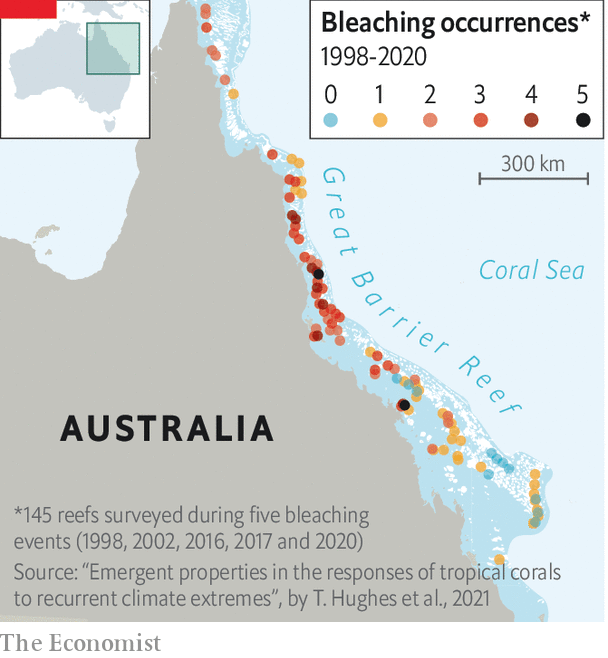 Bleaching occurrences*
1998-2020
0 1 2 3 4 5
300 km
Great Barrier Reef
Coral Sea
AUSTRALIA
*145 reefs surveyed during five bleaching
events (1998, 2002, 2016, 2017 and 2020)
Source: “Emergent properties in the responses of tropical corals
to recurrent climate extremes”, by T. Hughes et al., 2021
The Economist